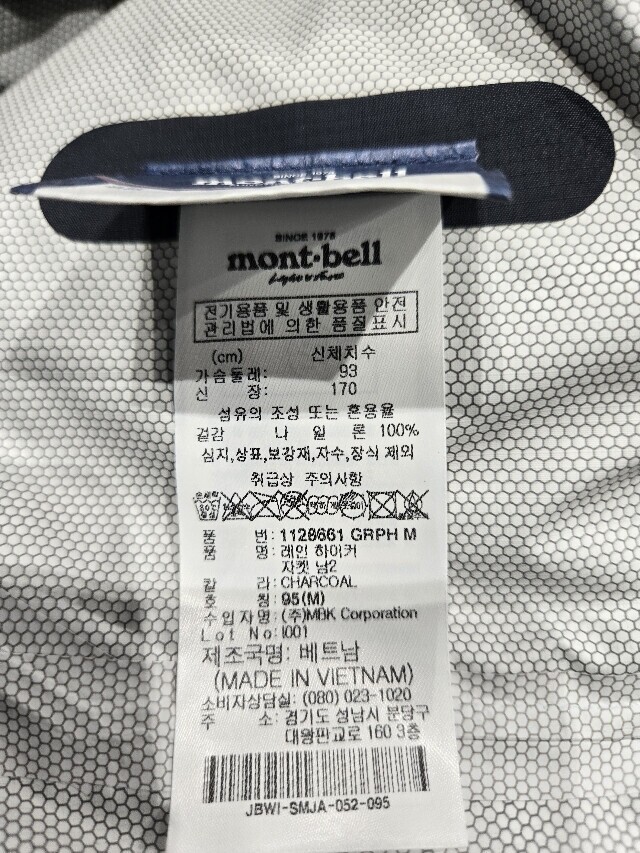 SINCE 1975
mont·bell
전기용품 및 생활용품 안전
관리법에 의한 품질표시
(cm) 신체치수
가슴둘레: 93
신 장: 170
섬유의 조성 또는 혼용율
겉감 나 일 론 100%
심지,상표,보강재,자수,장식 제외
취급상 주의사항
품 번: 1128661 GRPH M
품 명: 레인 하이커
자켓 남2
칼 라: CHARCOAL
호 칭: 95(M)
수 입 자 명: (주)MBK Corporation
Lot No: I001
제조국명: 베트남
(MADE IN VIETNAM)
소비자상담실: (080) 023-1020
주 소: 경기도 성남시 분당구
대왕판교로 160 3층
JBWI-SMJA-052-095